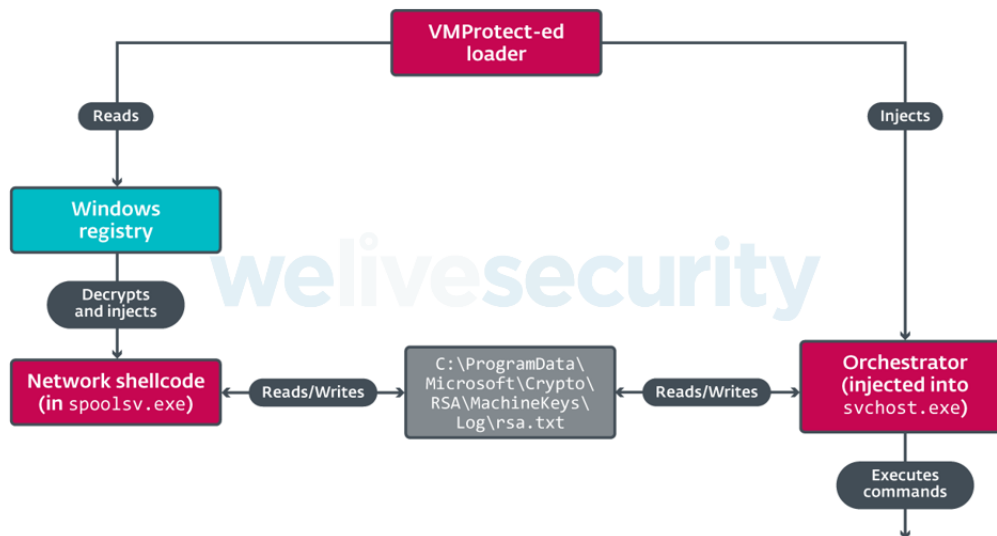 VMProtect-ed
loader
Reads
Injects
Windows
registry
welivesecurity
Decrypts
and injects
Network shellcode
(in spoolsv.exe)
Reads/Writes
C:\ProgramData\
Microsoft\Crypto\
RSA\MachineKeys\
Log\rsa.txt
Reads/Writes
Orchestrator
(injected into
svchost.exe)
Executes
commands